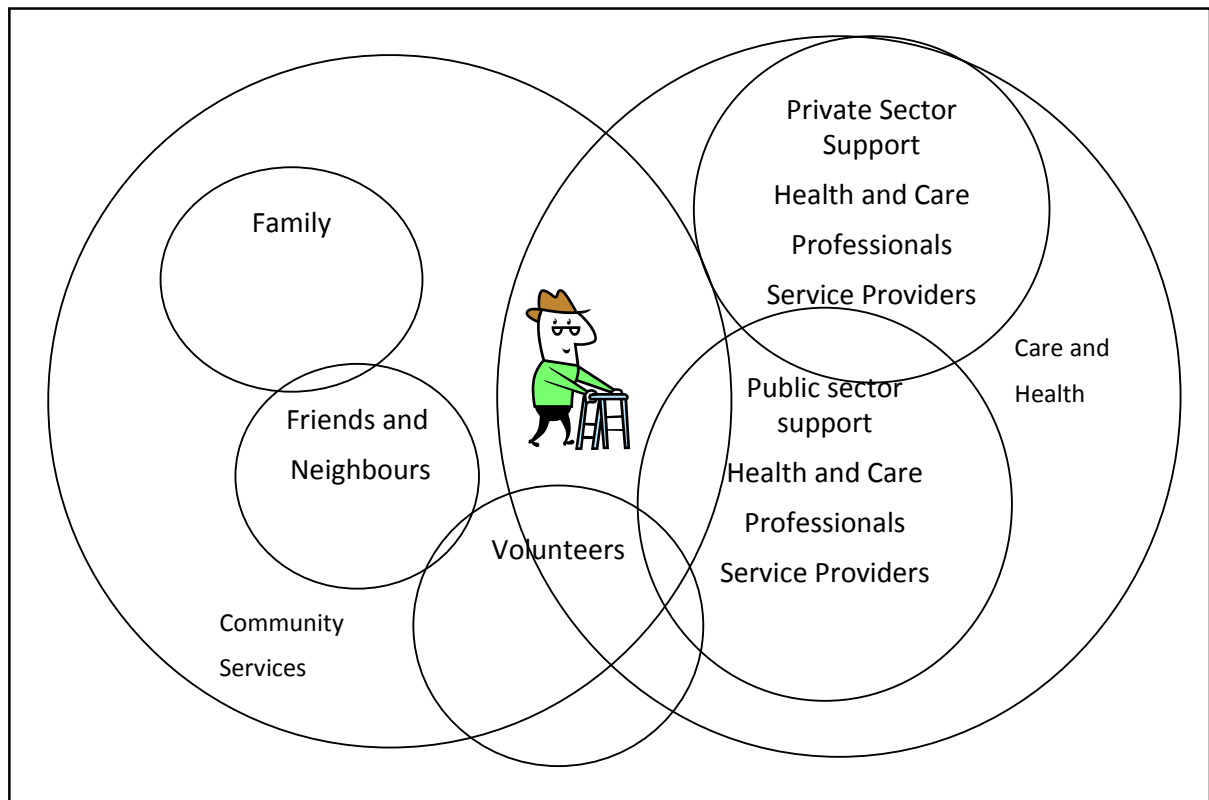 Family
Friends and
Neighbours
Community
Services
Volunteers
Private Sector
Support
Health and Care
Professionals
Service Providers
Public sector
support
Health and Care
Professionals
Service Providers
Care and
Health